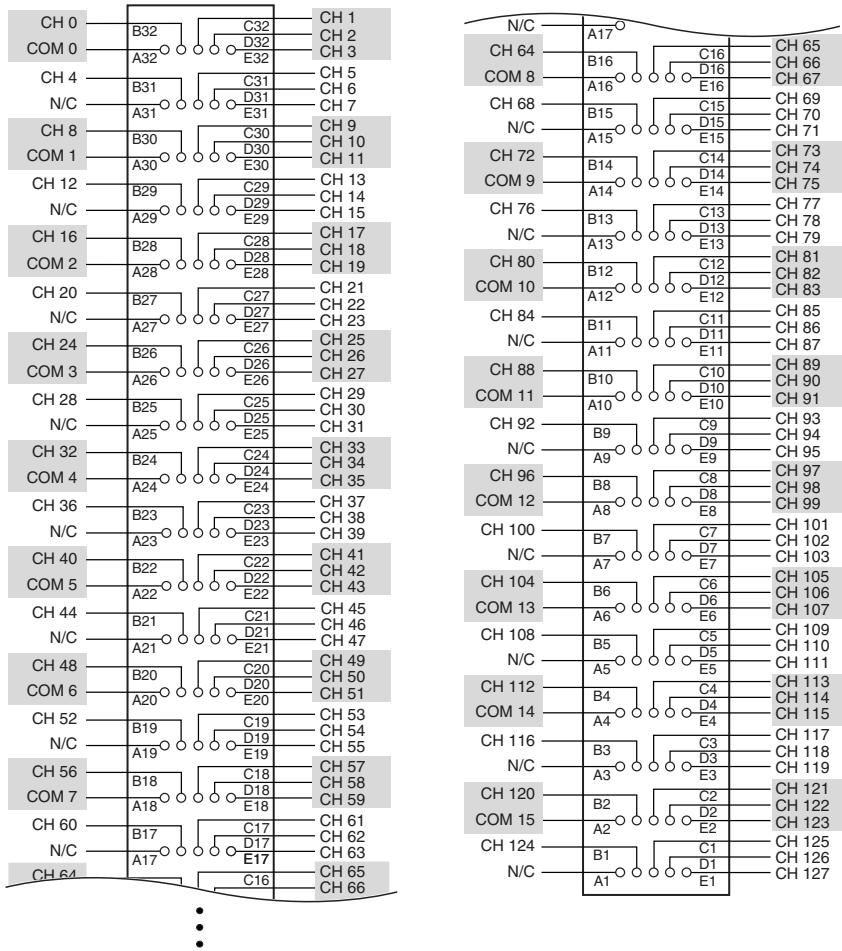 CH 0 B32 C32 CH 1
D32 CH 2
COM 0 A32 E32 CH 3
CH 4 B31 C31 CH 5
D31 CH 6
N/C A31 E31 CH 7
CH 8 B30 C30 CH 9
D30 CH 10
COM 1 A30 E30 CH 11
CH 12 B29 C29 CH 13
D29 CH 14
N/C A29 E29 CH 15
CH 16 B28 C28 CH 17
D28 CH 18
COM 2 A28 E28 CH 19
CH 20 B27 C27 CH 21
D27 CH 22
N/C A27 E27 CH 23
CH 24 B26 C26 CH 25
D26 CH 26
COM 3 A26 E26 CH 27
CH 28 B25 C25 CH 29
D25 CH 30
N/C A25 E25 CH 31
CH 32 B24 C24 CH 33
D24 CH 34
COM 4 A24 E24 CH 35
CH 36 B23 C23 CH 37
D23 CH 38
N/C A23 E23 CH 39
CH 40 B22 C22 CH 41
D22 CH 42
COM 5 A22 E22 CH 43
CH 44 B21 C21 CH 45
D21 CH 46
N/C A21 E21 CH 47
CH 48 B20 C20 CH 49
D20 CH 50
COM 6 A20 E20 CH 51
CH 52 B19 C19 CH 53
D19 CH 54
N/C A19 E19 CH 55
CH 56 B18 C18 CH 57
D18 CH 58
COM 7 A18 E18 CH 59
CH 60 B17 C17 CH 61
D17 CH 62
N/C A17 E17 CH 63
CH 64 C16 CH 65
CH 66
N/C A17
CH 64 B16 C16 CH 65
D16 CH 66
COM 8 A16 E16 CH 67
CH 68 B15 C15 CH 69
D15 CH 70
N/C A15 E15 CH 71
CH 72 B14 C14 CH 73
D14 CH 74
COM 9 A14 E14 CH 75
CH 76 B13 C13 CH 77
D13 CH 78
N/C A13 E13 CH 79
CH 80 B12 C12 CH 81
D12 CH 82
COM 10 A12 E12 CH 83
CH 84 B11 C11 CH 85
D11 CH 86
N/C A11 E11 CH 87
CH 88 B10 C10 CH 89
D10 CH 90
COM 11 A10 E10 CH 91
CH 92 B9 C9 CH 93
D9 CH 94
N/C A9 E9 CH 95
CH 96 B8 C8 CH 97
D8 CH 98
COM 12 A8 E8 CH 99
CH 100 B7 C7 CH 101
D7 CH 102
N/C A7 E7 CH 103
CH 104 B6 C6 CH 105
D6 CH 106
COM 13 A6 E6 CH 107
CH 108 B5 C5 CH 109
D5 CH 110
N/C A5 E5 CH 111
CH 112 B4 C4 CH 113
D4 CH 114
COM 14 A4 E4 CH 115
CH 116 B3 C3 CH 117
D3 CH 118
N/C A3 E3 CH 119
CH 120 B2 C2 CH 121
D2 CH 122
COM 15 A2 E2 CH 123
CH 124 B1 C1 CH 125
D1 CH 126
N/C A1 E1 CH 127